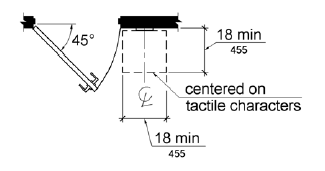 45°
18 min
455
℄
centered on
tactile characters
18 min
455